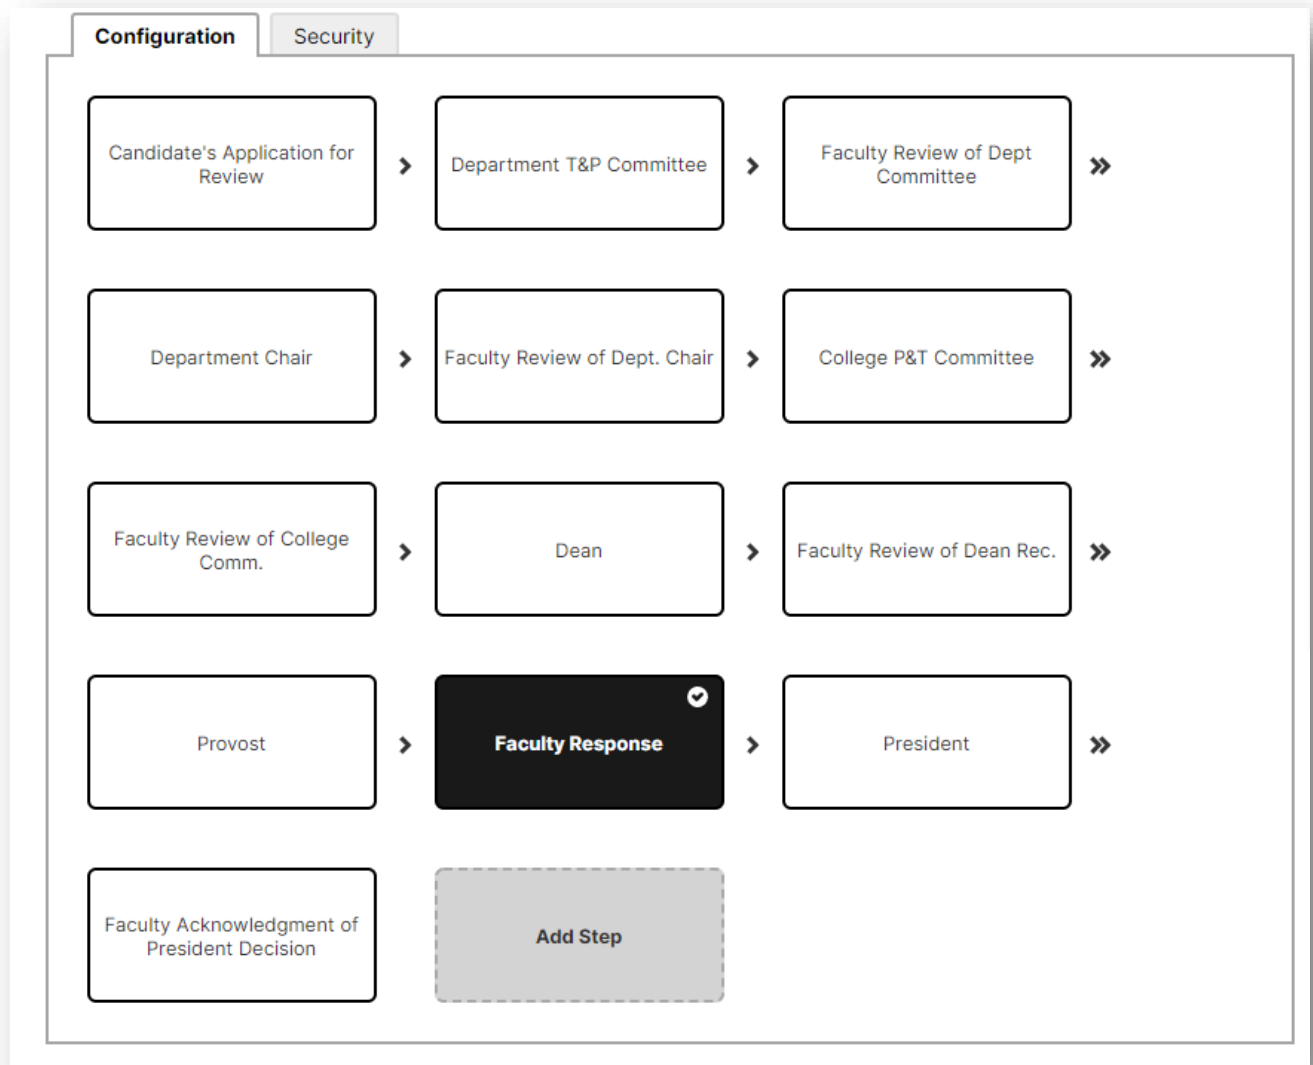 Configuration
Security
Candidate's Application for
Review
Department T&P Committee
Faculty Review of Dept
Committee
Department Chair
Faculty Review of Dept. Chair
College P&T Committee
Faculty Review of College
Comm.
Dean
Faculty Review of Dean Rec.
Provost
Faculty Response
President
Faculty Acknowledgment of
President Decision
Add Step